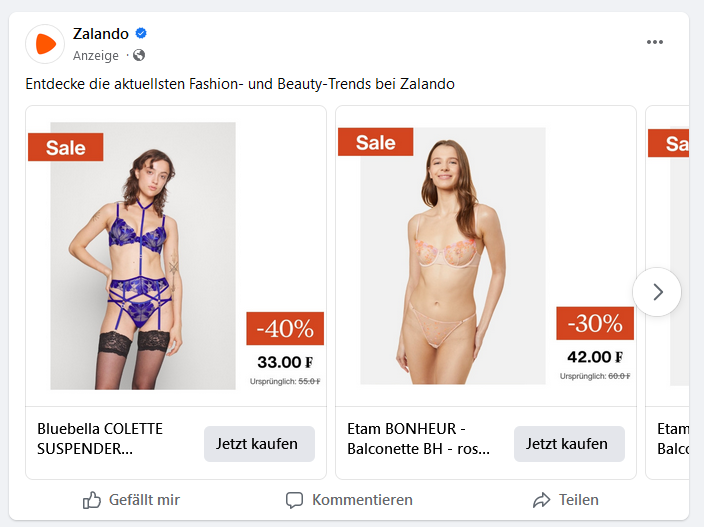 Zalando
Anzeige ·
Entdecke die aktuellsten Fashion- und Beauty-Trends bei Zalando
Sale
-40%
33.00 ₣
Ursprünglich: 55.0 ₣
Bluebella COLETTE
SUSPENDER...
Jetzt kaufen
Sale
-30%
42.00 ₣
Ursprünglich: 60.0 ₣
Etam BONHEUR -
Balconette BH - ros...
Jetzt kaufen
Sa
Etam
Balco
Gefällt mir
Kommentieren
Teilen